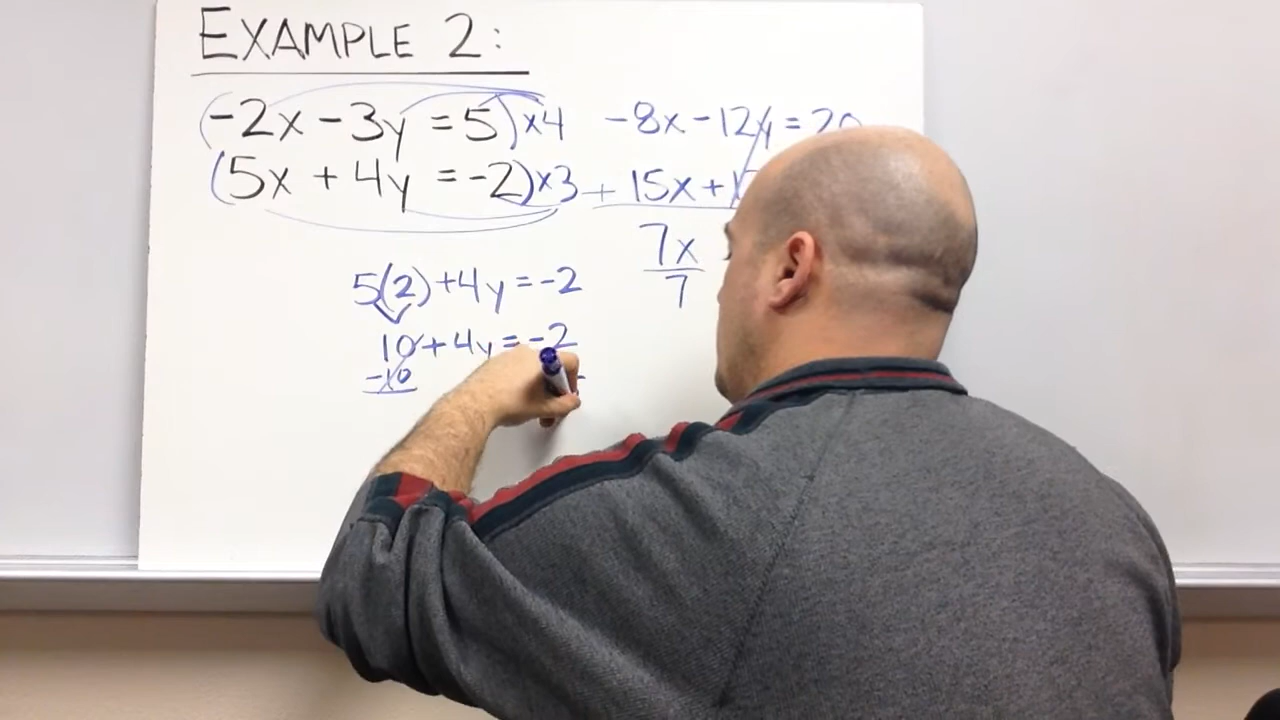 EXAMPLE 2:
(-2x - 3y = 5)x4 -8x - 12y = 20
(5x + 4y = -2)x3 + 15x +
7x
7
5(2) + 4y = -2
10 + 4y = -2
-10